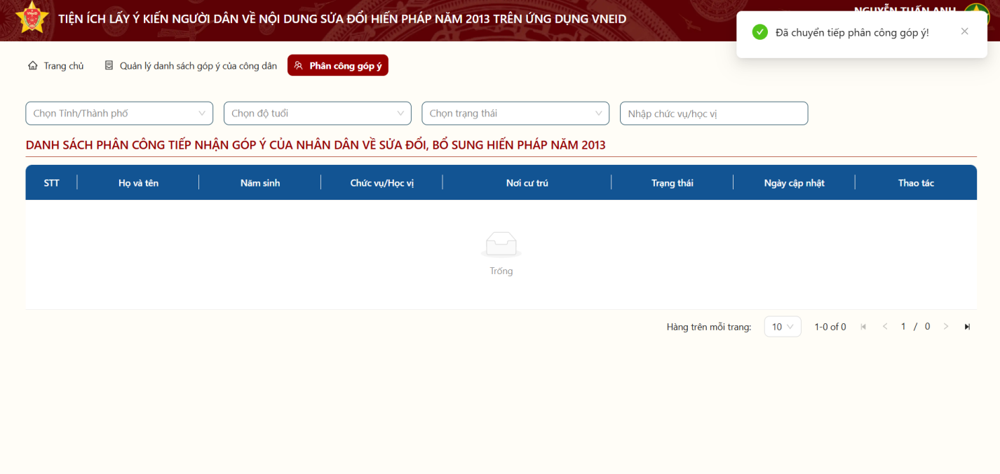 TIỆN ÍCH LẤY Ý KIẾN NGƯỜI DÂN VỀ NỘI DUNG SỬA ĐỔI HIẾN PHÁP NĂM 2013 TRÊN ỨNG DỤNG VNEID
NGUYỄN TUẤN ANH
Đã chuyển tiếp phân công góp ý!
Trang chủ
Quản lý danh sách góp ý của công dân
Phân công góp ý
Chọn Tỉnh/Thành phố
Chọn độ tuổi
Chọn trạng thái
Nhập chức vụ/học vị
DANH SÁCH PHÂN CÔNG TIẾP NHẬN GÓP Ý CỦA NHÂN DÂN VỀ SỬA ĐỔI, BỔ SUNG HIẾN PHÁP NĂM 2013
STT Họ và tên Năm sinh Chức vụ/Học vị Nơi cư trú Trạng thái Ngày cập nhật Thao tác
Trống
Hàng trên mỗi trang: 10 1-0 of 0 1 / 0